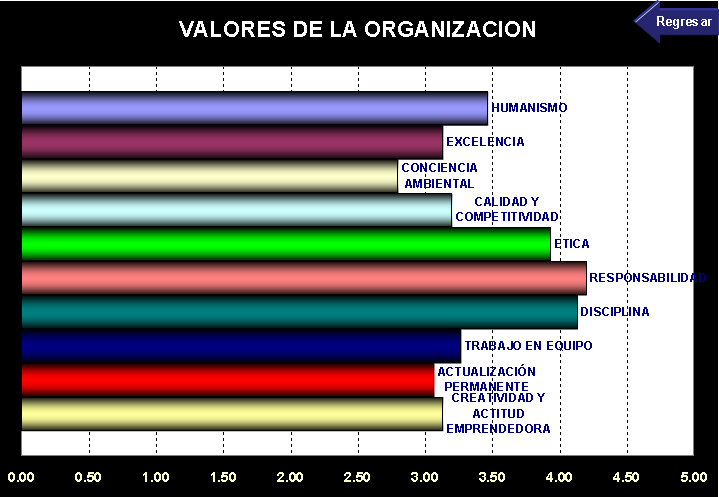 VALORES DE LA ORGANIZACION
Regresar
HUMANISMO
EXCELENCIA
CONCIENCIA
AMBIENTAL
CALIDAD Y
COMPETITIVIDAD
ETICA
RESPONSABILIDAD
DISCIPLINA
TRABAJO EN EQUIPO
ACTUALIZACIÓN
PERMANENTE
CREATIVIDAD Y
ACTITUD
EMPRENDEDORA
0.00 0.50 1.00 1.50 2.00 2.50 3.00 3.50 4.00 4.50 5.00